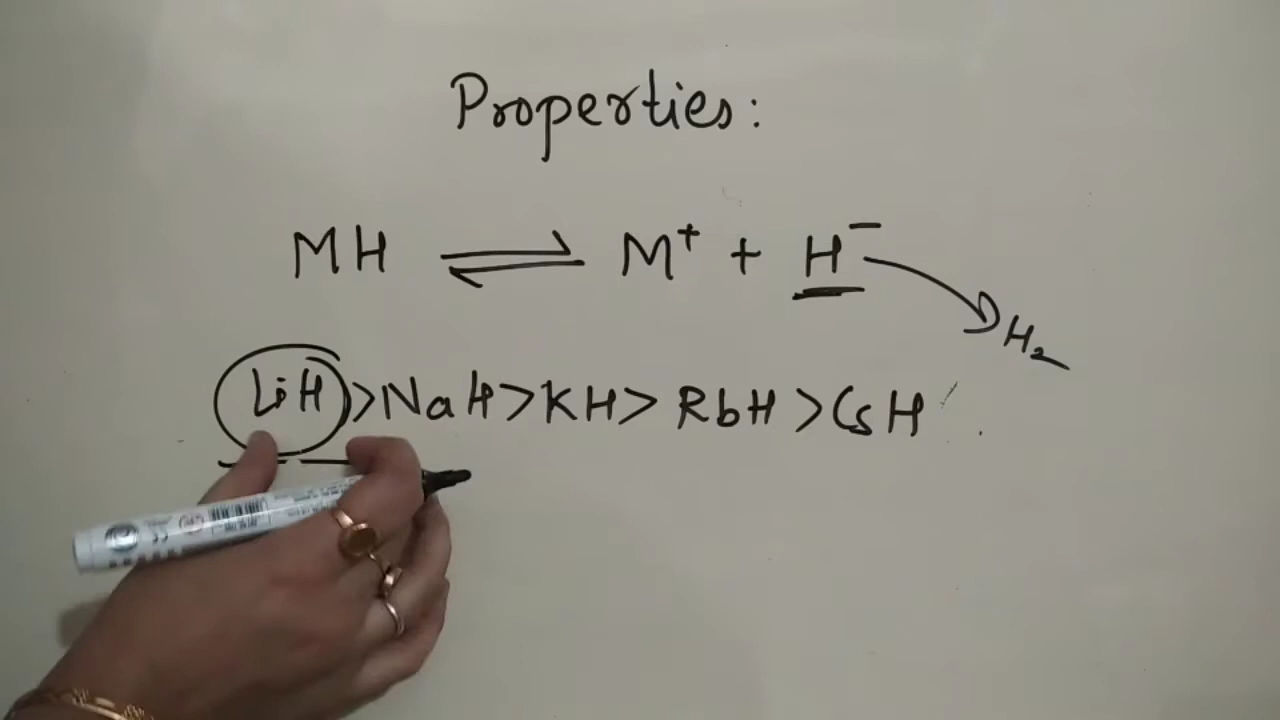 Properties:
MH ⇌ M⁺ + H⁻
H₂
LiH > NaH > KH > RbH > CsH